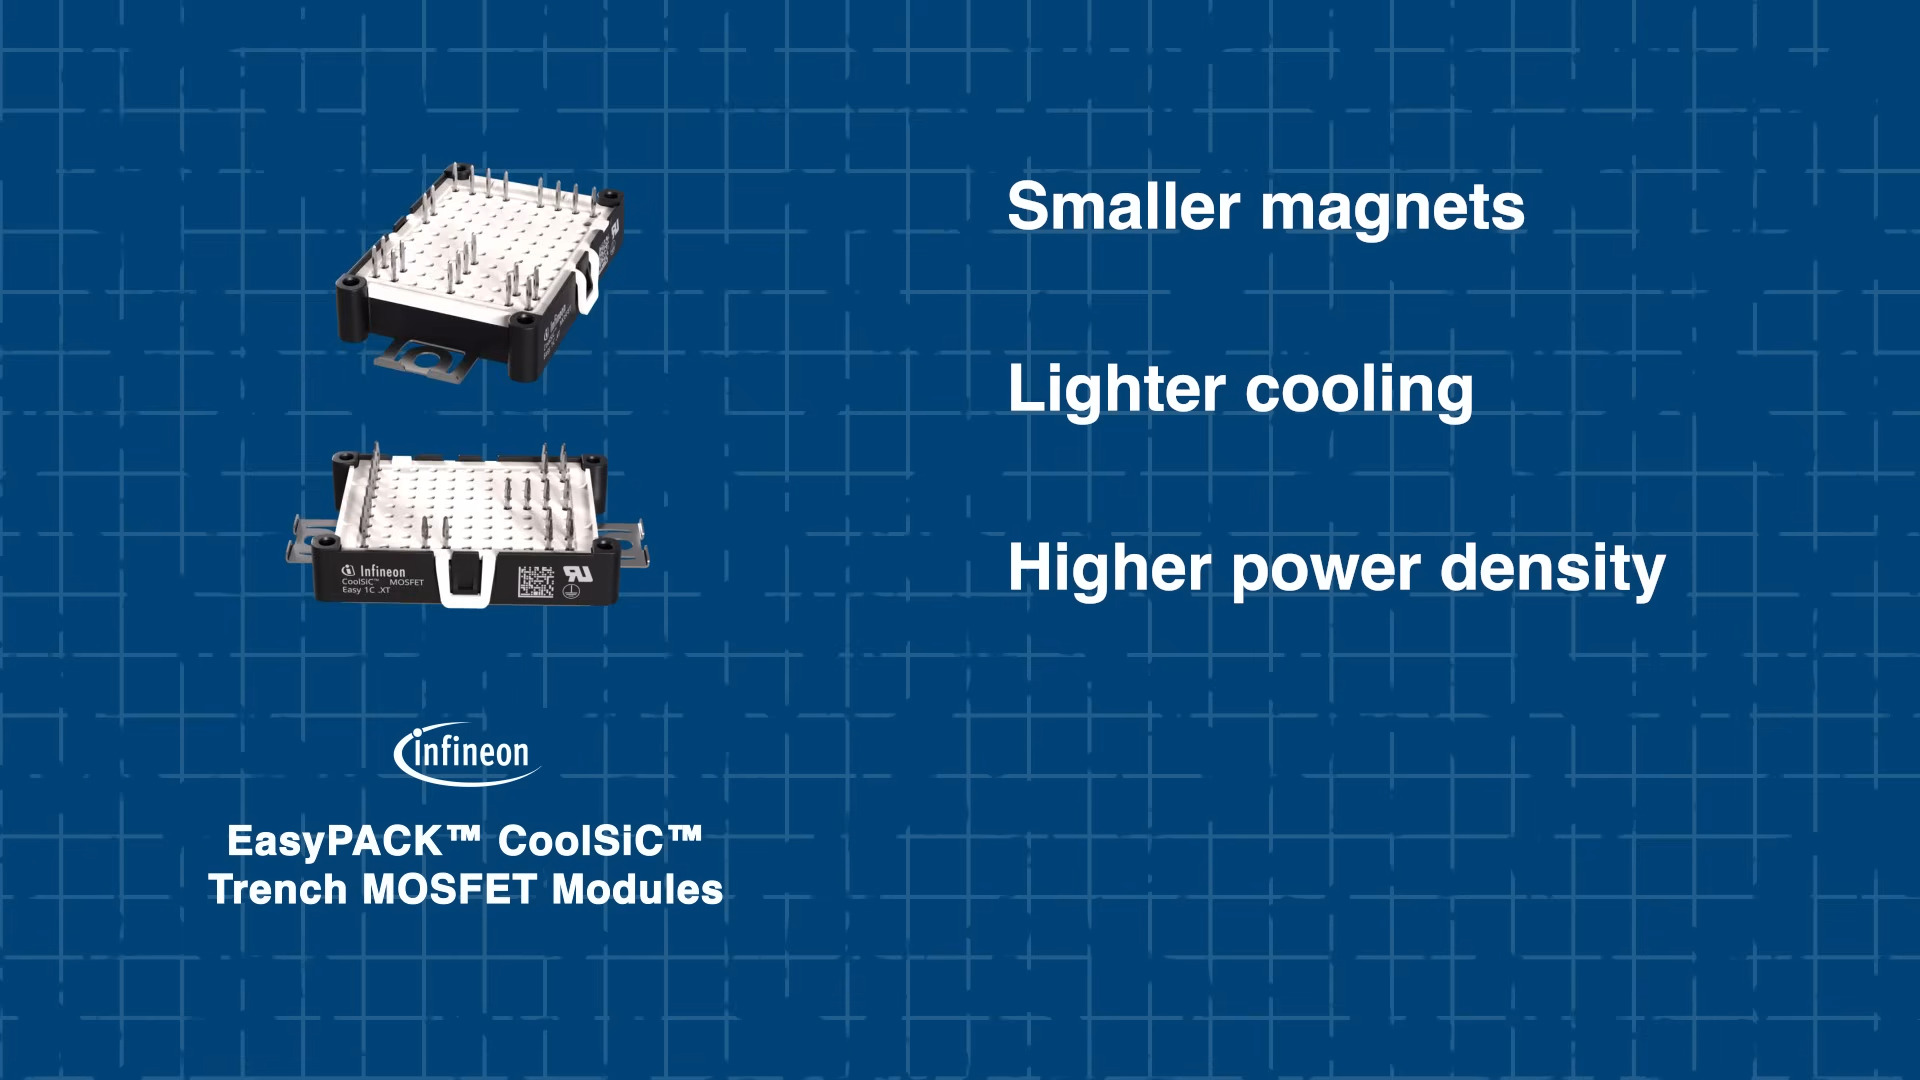 Smaller magnets
Lighter cooling
Higher power density
Infineon
CoolSiC™ MOSFET
Easy 1C .XT
infineon
EasyPACK™ CoolSiC™
Trench MOSFET Modules